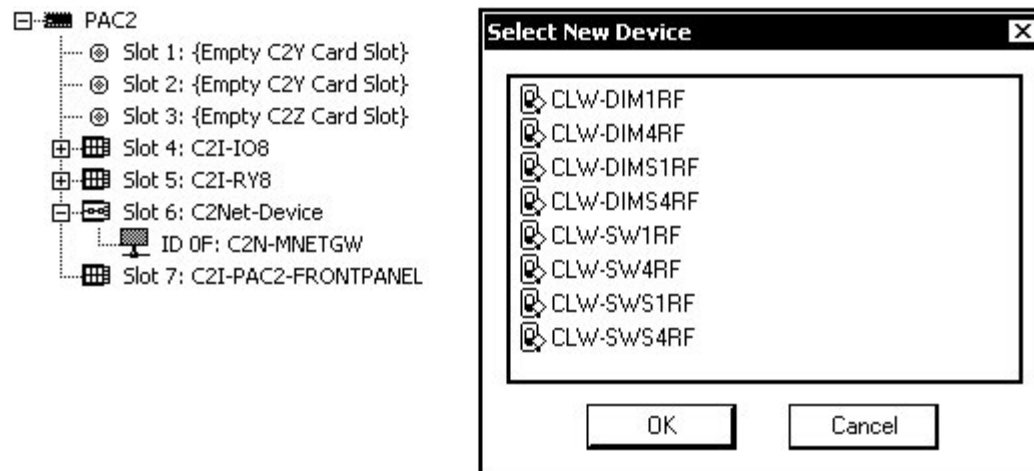 PAC2
Slot 1: {Empty C2Y Card Slot}
Slot 2: {Empty C2Y Card Slot}
Slot 3: {Empty C2Z Card Slot}
Slot 4: C2I-IO8
Slot 5: C2I-RY8
Slot 6: C2Net-Device
ID 0F: C2N-MNETGW
Slot 7: C2I-PAC2-FRONTPANEL
Select New Device
CLW-DIM1RF
CLW-DIM4RF
CLW-DIMS1RF
CLW-DIMS4RF
CLW-SW1RF
CLW-SW4RF
CLW-SWS1RF
CLW-SWS4RF
OK
Cancel